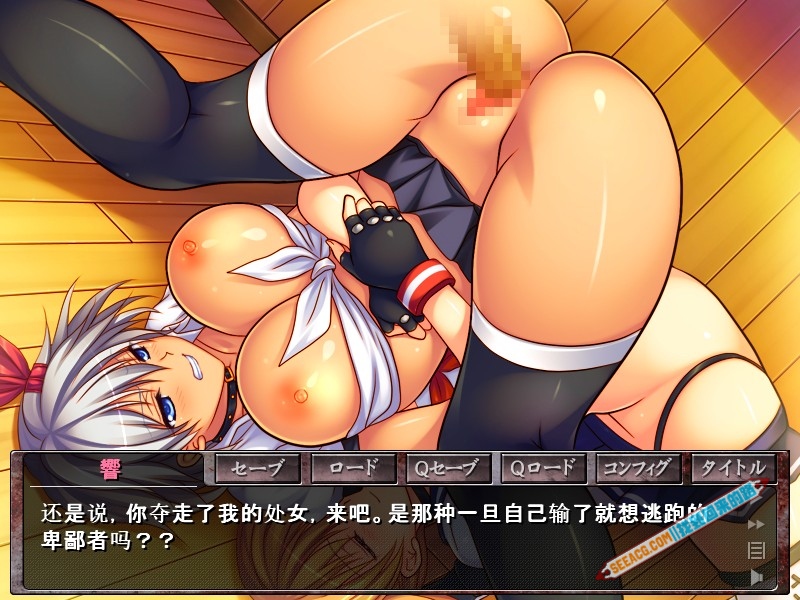 響
セーブ
ロード
Qセーブ
Qロード
コンフィグ
タイトル
还是说，你夺走了我的处女，来吧。是那种一旦自己输了就想逃跑的
卑鄙者吗？？
SEEACG.COM